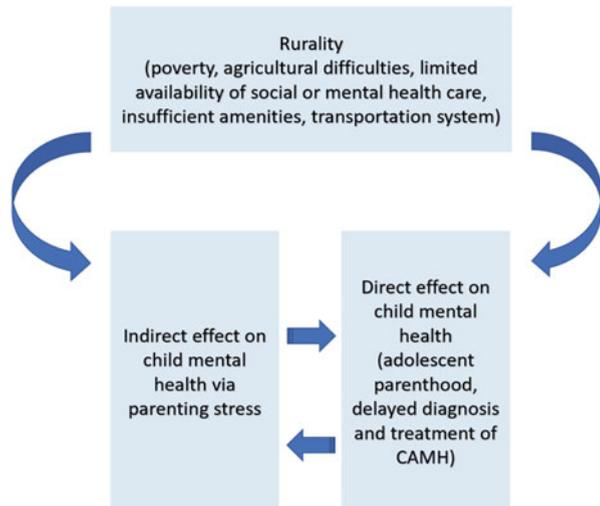 Rurality
(poverty, agricultural difficulties, limited
availability of social or mental health care,
insufficient amenities, transportation system)
Indirect effect on
child mental
health via
parenting stress
Direct effect on
child mental
health
(adolescent
parenthood,
delayed diagnosis
and treatment of
CAMH)